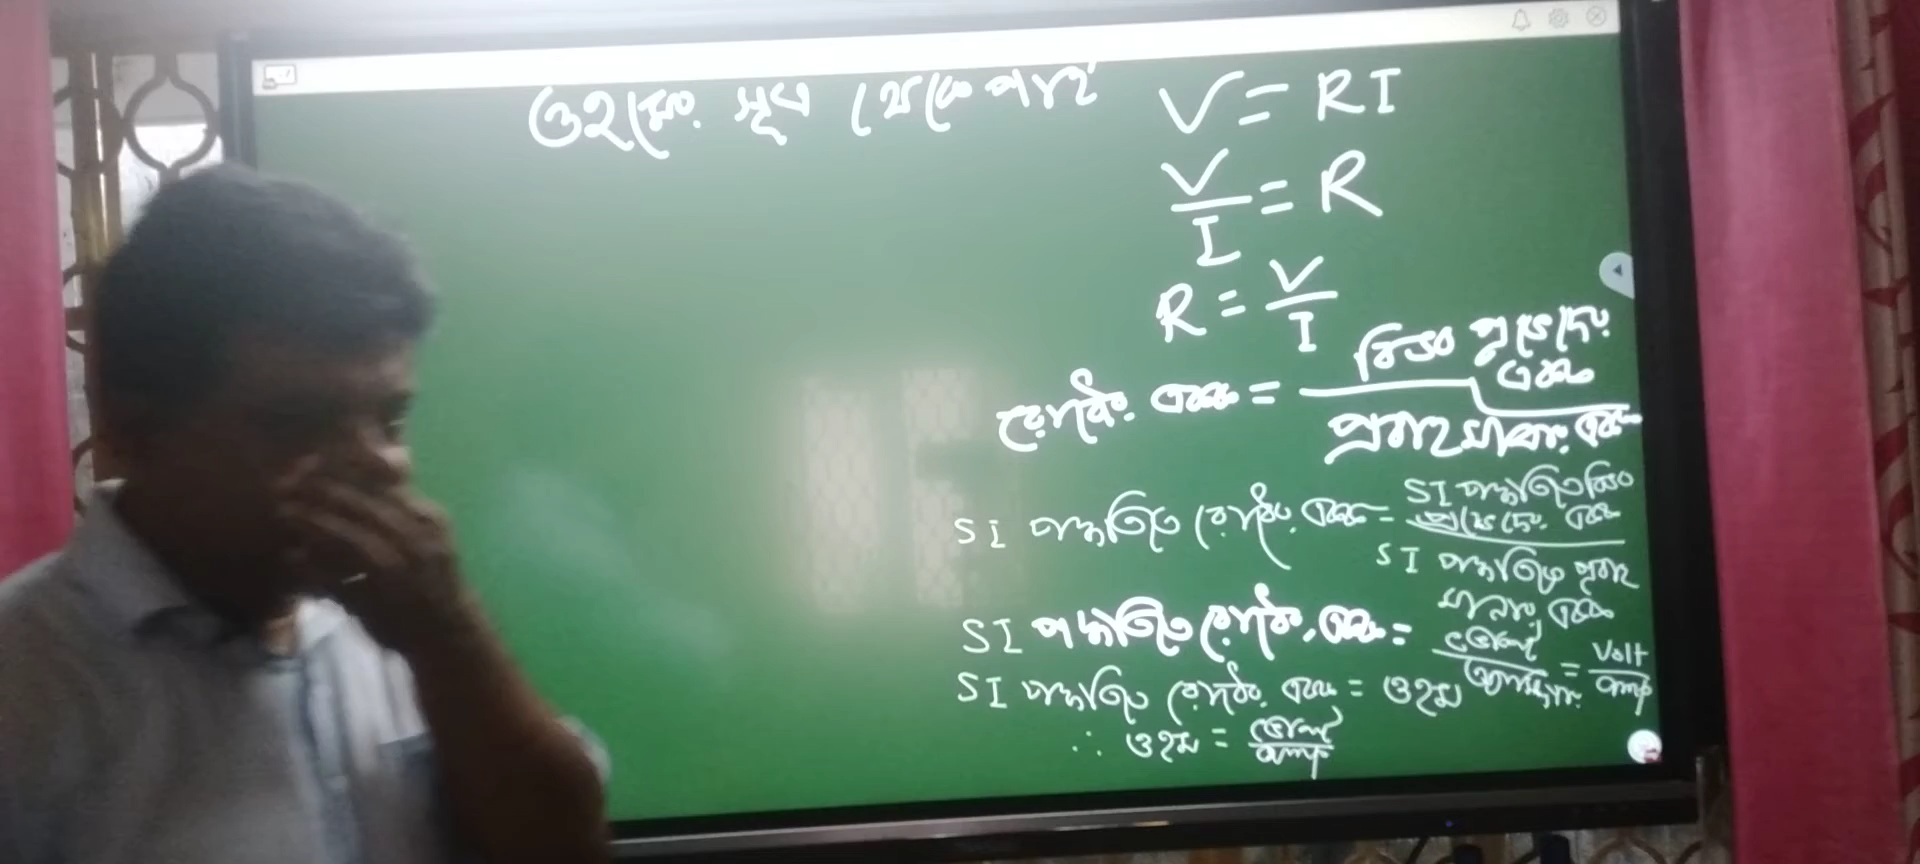 ওহমের সূত্র থেকে পাই V = RI
V/I = R
R = V/I
রোধের একক = বিভব প্রভেদের একক / প্রবাহমাত্রার একক
SI পদ্ধতিতে রোধের একক = SI পদ্ধতিতে বিভব প্রভেদের একক / SI পদ্ধতিতে প্রবাহ মাত্রার একক
SI পদ্ধতিতে রোধের একক = ভোল্ট / অ্যাম্পিয়ার = Volt / amp
SI পদ্ধতিতে রোধের একক = ওহম
∴ ওহম = ভোল্ট / amp